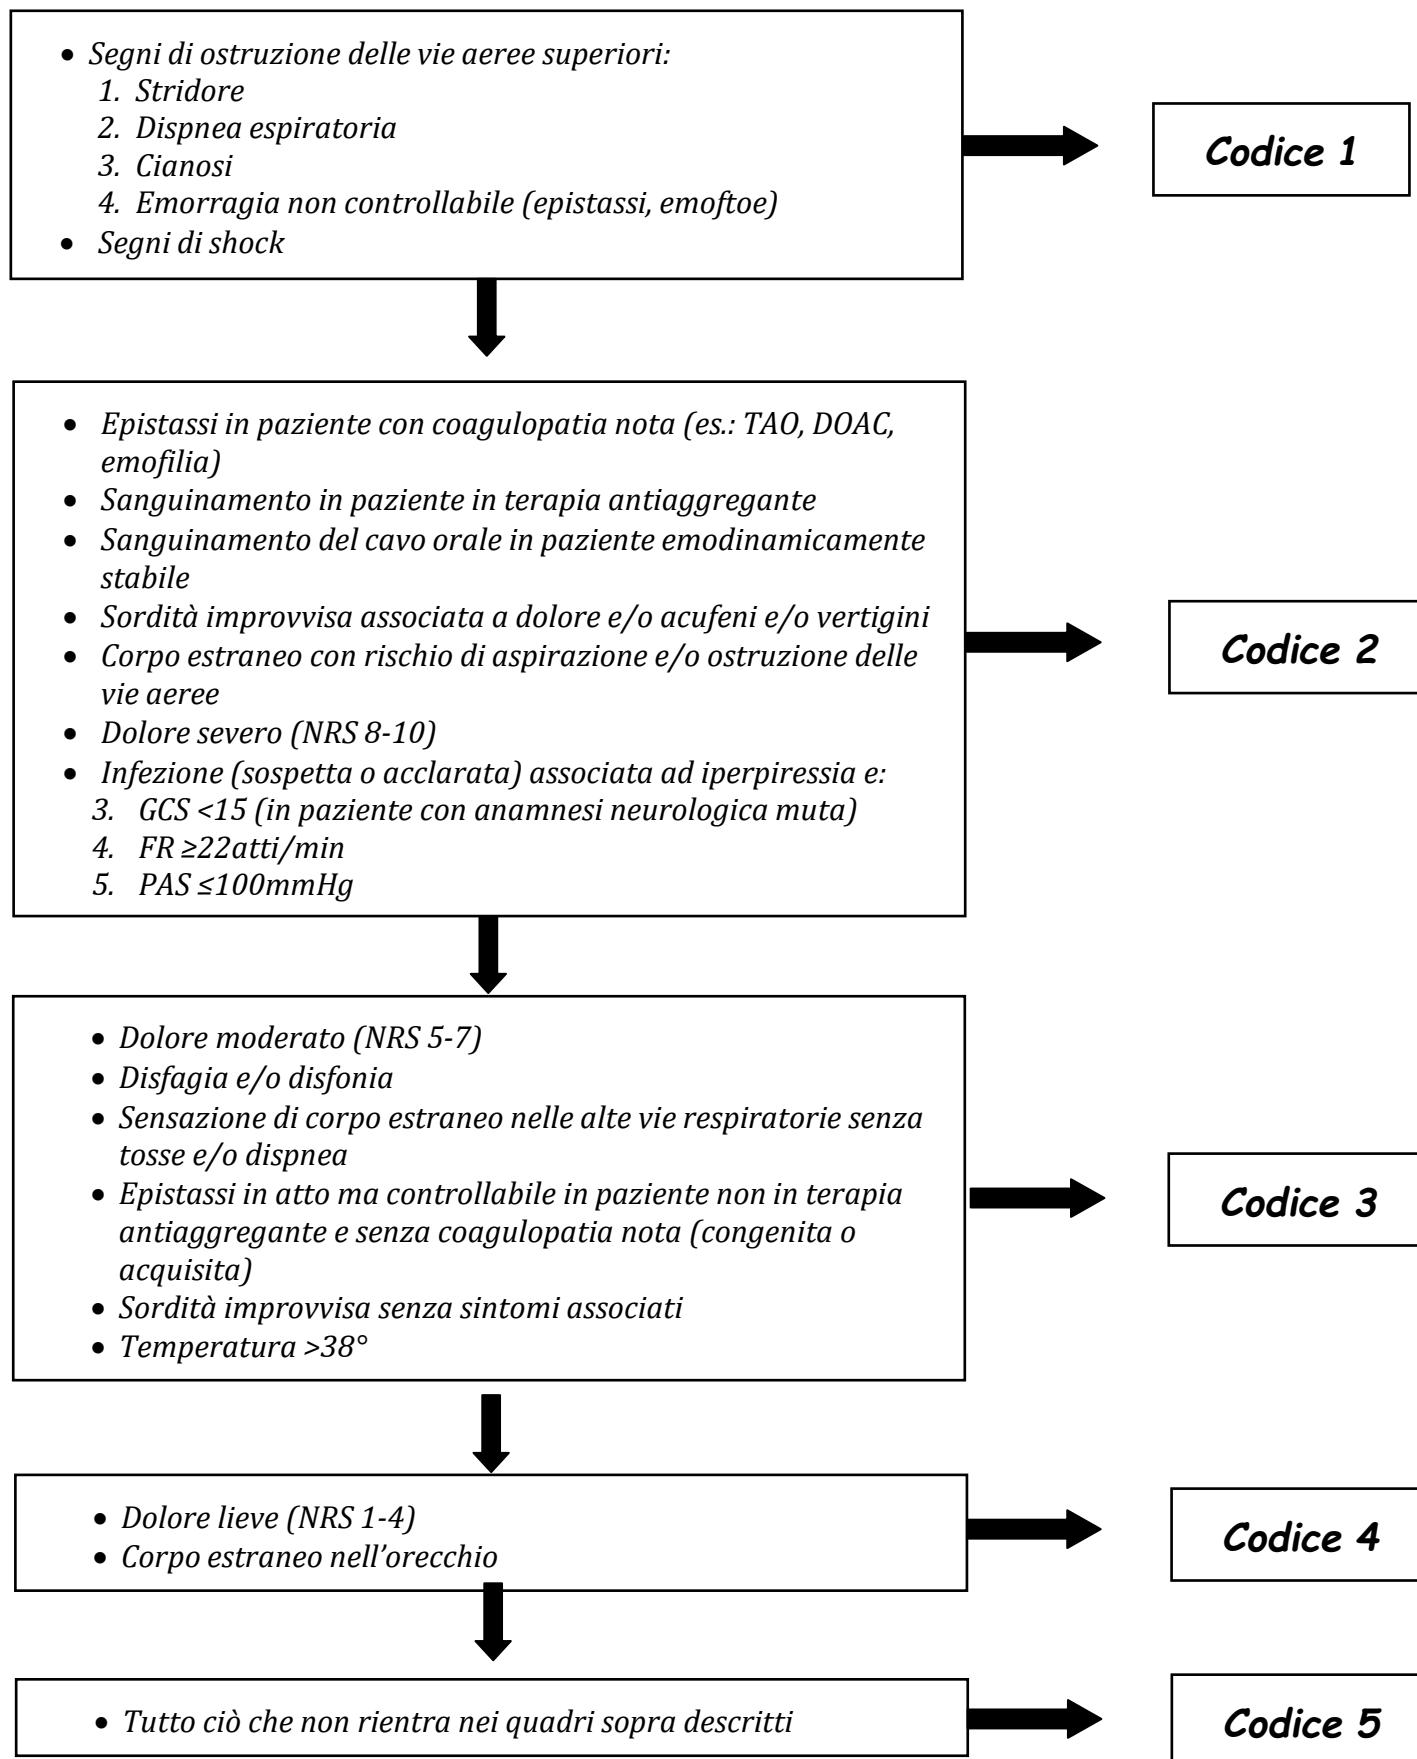 • Segni di ostruzione delle vie aeree superiori:
1. Stridore
2. Dispnea espiratoria
3. Cianosi
4. Emorragia non controllabile (epistassi, emoftoe)
• Segni di shock
Codice 1
• Epistassi in paziente con coagulopatia nota (es.: TAO, DOAC,
emofilia)
• Sanguinamento in paziente in terapia antiaggregante
• Sanguinamento del cavo orale in paziente emodinamicamente
stabile
• Sordità improvvisa associata a dolore e/o acufeni e/o vertigini
• Corpo estraneo con rischio di aspirazione e/o ostruzione delle
vie aeree
• Dolore severo (NRS 8-10)
• Infezione (sospetta o acclarata) associata ad iperpiressia e:
3. GCS <15 (in paziente con anamnesi neurologica muta)
4. FR ≥22atti/min
5. PAS ≤100mmHg
Codice 2
• Dolore moderato (NRS 5-7)
• Disfagia e/o disfonia
• Sensazione di corpo estraneo nelle alte vie respiratorie senza
tosse e/o dispnea
• Epistassi in atto ma controllabile in paziente non in terapia
antiaggregante e senza coagulopatia nota (congenita o
acquisita)
• Sordità improvvisa senza sintomi associati
• Temperatura >38°
Codice 3
• Dolore lieve (NRS 1-4)
• Corpo estraneo nell’orecchio
Codice 4
• Tutto ciò che non rientra nei quadri sopra descritti
Codice 5